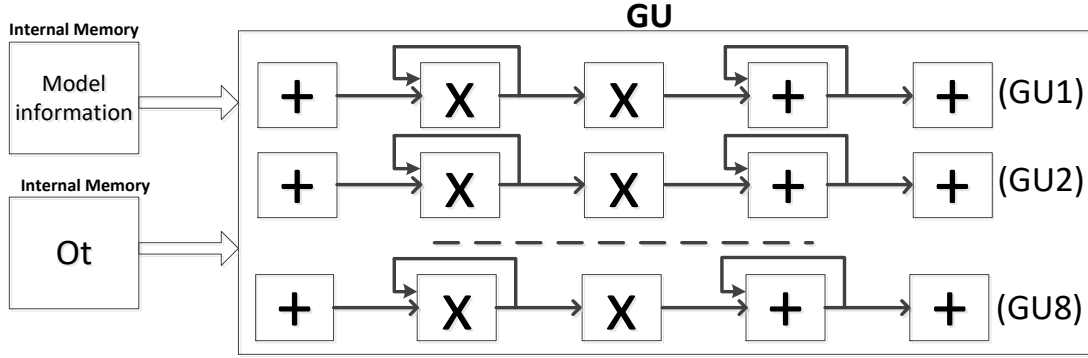 GU
Internal Memory
Model
information
+ X X + + (GU1)
+ X X + + (GU2)
Internal Memory
Ot
+ X X + + (GU8)